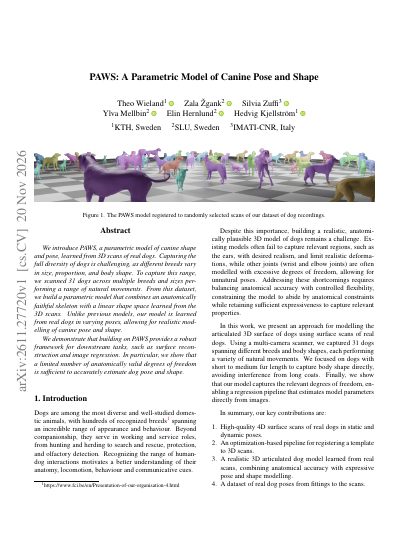 PAWS: A Parametric Model of Canine Pose and Shape
Theo Wieland¹ Zala Žgank² Silvia Zuffi³
Ylva Mellbin² Elin Hernlund² Hedvig Kjellström¹
¹KTH, Sweden ²SLU, Sweden ³IMATI-CNR, Italy
arXiv:2611.27720v1 [cs.CV] 20 Nov 2026
Figure 1. The PAWS model registered to randomly selected scans of our dataset of dog recordings.
Abstract
We introduce PAWS, a parametric model of canine shape
and pose, learned from 3D scans of real dogs. Capturing the
full diversity of dogs is challenging, as different breeds vary
in size, proportion, and body shape. To capture this range,
we scanned 31 dogs across multiple breeds and sizes per-
forming a range of natural movements. From this dataset,
we build a parametric model that combines an anatomically
faithful skeleton with a linear shape space learned from the
3D scans. Unlike previous models, our model is learned
from real dogs in varying poses, allowing for realistic mod-
elling of canine pose and shape.
We demonstrate that building on PAWS provides a robust
framework for downstream tasks, such as surface recon-
struction and image regression. In particular, we show that
a limited number of anatomically valid degrees of freedom
is sufficient to accurately estimate dog pose and shape.
1. Introduction
Dogs are among the most diverse and well-studied domes-
tic animals, with hundreds of recognized breeds¹ spanning
an incredible range of appearance and behaviour. Beyond
companionship, they serve in working and service roles,
from hunting and herding to search and rescue, protection,
and olfactory detection. Recognizing the range of human-
dog interactions motivates a better understanding of their
anatomy, locomotion, behaviour and communicative cues.
¹https://www.fci.be/en/Presentation-of-our-organisation-4.html
Despite this importance, building a realistic, anatomi-
cally plausible 3D model of dogs remains a challenge. Ex-
isting models often fail to capture relevant regions, such as
the ears, with desired realism, and limit realistic deforma-
tions, while other joints (wrist and elbow joints) are often
modelled with excessive degrees of freedom, allowing for
unnatural poses. Addressing these shortcomings requires
balancing anatomical accuracy with controlled flexibility,
constraining the model to abide by anatomical constraints
while retaining sufficient expressiveness to capture relevant
properties.
In this work, we present an approach for modelling the
articulated 3D surface of dogs using surface scans of real
dogs. Using a multi-camera scanner, we captured 31 dogs
spanning different breeds and body shapes, each performing
a variety of natural movements. We focused on dogs with
short to medium fur length to capture body shape directly,
avoiding interference from long coats. Finally, we show
that our model captures the relevant degrees of freedom, en-
abling a regression pipeline that estimates model parameters
directly from images.
In summary, our key contributions are:
1. High-quality 4D surface scans of real dogs in static and
dynamic poses.
2. An optimization-based pipeline for registering a template
to 3D scans.
3. A realistic 3D articulated dog model learned from real
scans, combining anatomical accuracy with expressive
pose and shape modelling.
4. A dataset of real dog poses from fittings to the scans.